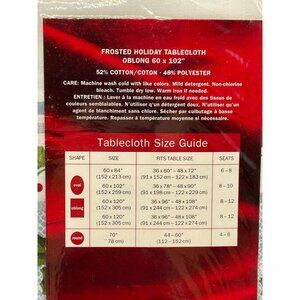 FROSTED HOLIDAY TABLECLOTH
OBLONG 60 x 102"
52% COTTON/COTON - 48% POLYESTER
CARE: Machine wash cold with like colors. Mild detergent. Non-chlorine
bleach. Tumble dry low. Warm iron if needed.
ENTRETIEN : Laver à la machine en eau froid avec des tissus de
couleurs semblables. N'utiliser qu'un détergent doux. N'utiliser qu'un
agent de blanchiment sans chlore. Sécher par culbutage à basse
température. Repasser à température moyenne si nécessaire.
Tablecloth Size Guide
SHAPE SIZE FITS TABLE SIZE SEATS
60 x 84" 36 x 60" - 48 x 72" 6 – 8
(152 x 213 cm) (91 x 152 cm - 122 x 183 cm)
oval 60 x 102" 36 x 78" - 48 x 90" 8 – 10
(152 x 259 cm) (91 x 198 cm - 122 x 229 cm)
oblong 60 x 120" 36 x 96" - 48 x 108" 8 – 12
(152 x 305 cm) (91 x 244 cm - 122 x 274 cm)
60 x 120" 36 x 96" - 48 x 108" 8 – 12
(152 x 305 cm) (91 x 244 cm - 122 x 274 cm)
round 70" 44 – 60" 4 – 6
78 cm) (112 – 152 cm)